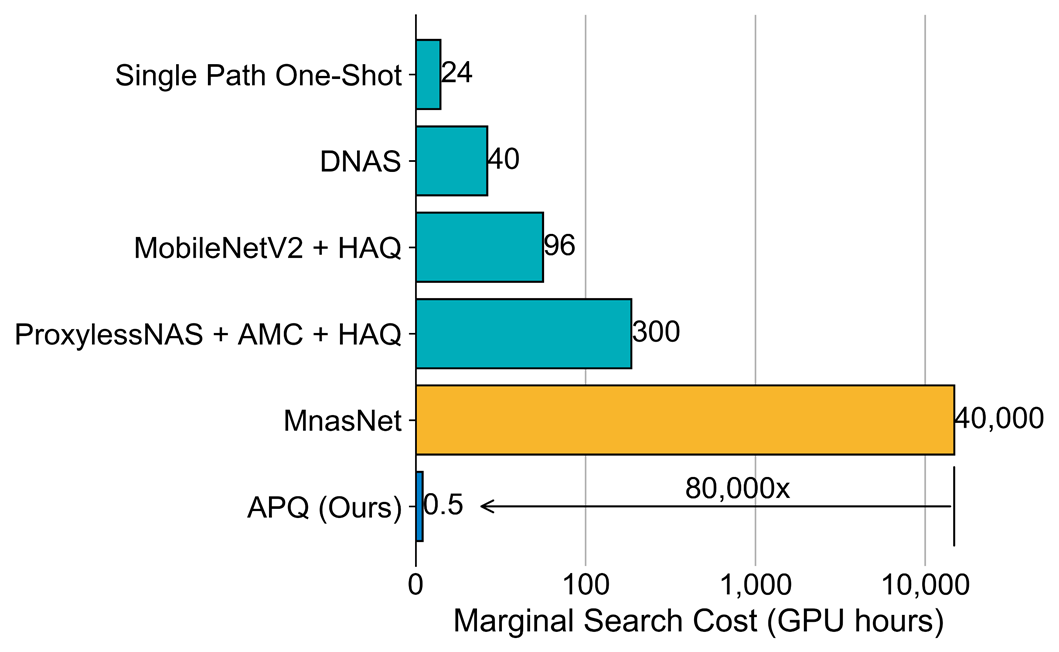 Single Path One-Shot 24
DNAS 40
MobileNetV2 + HAQ 96
ProxylessNAS + AMC + HAQ 300
MnasNet 40,000
80,000x
APQ (Ours) 0.5
0 100 1,000 10,000
Marginal Search Cost (GPU hours)